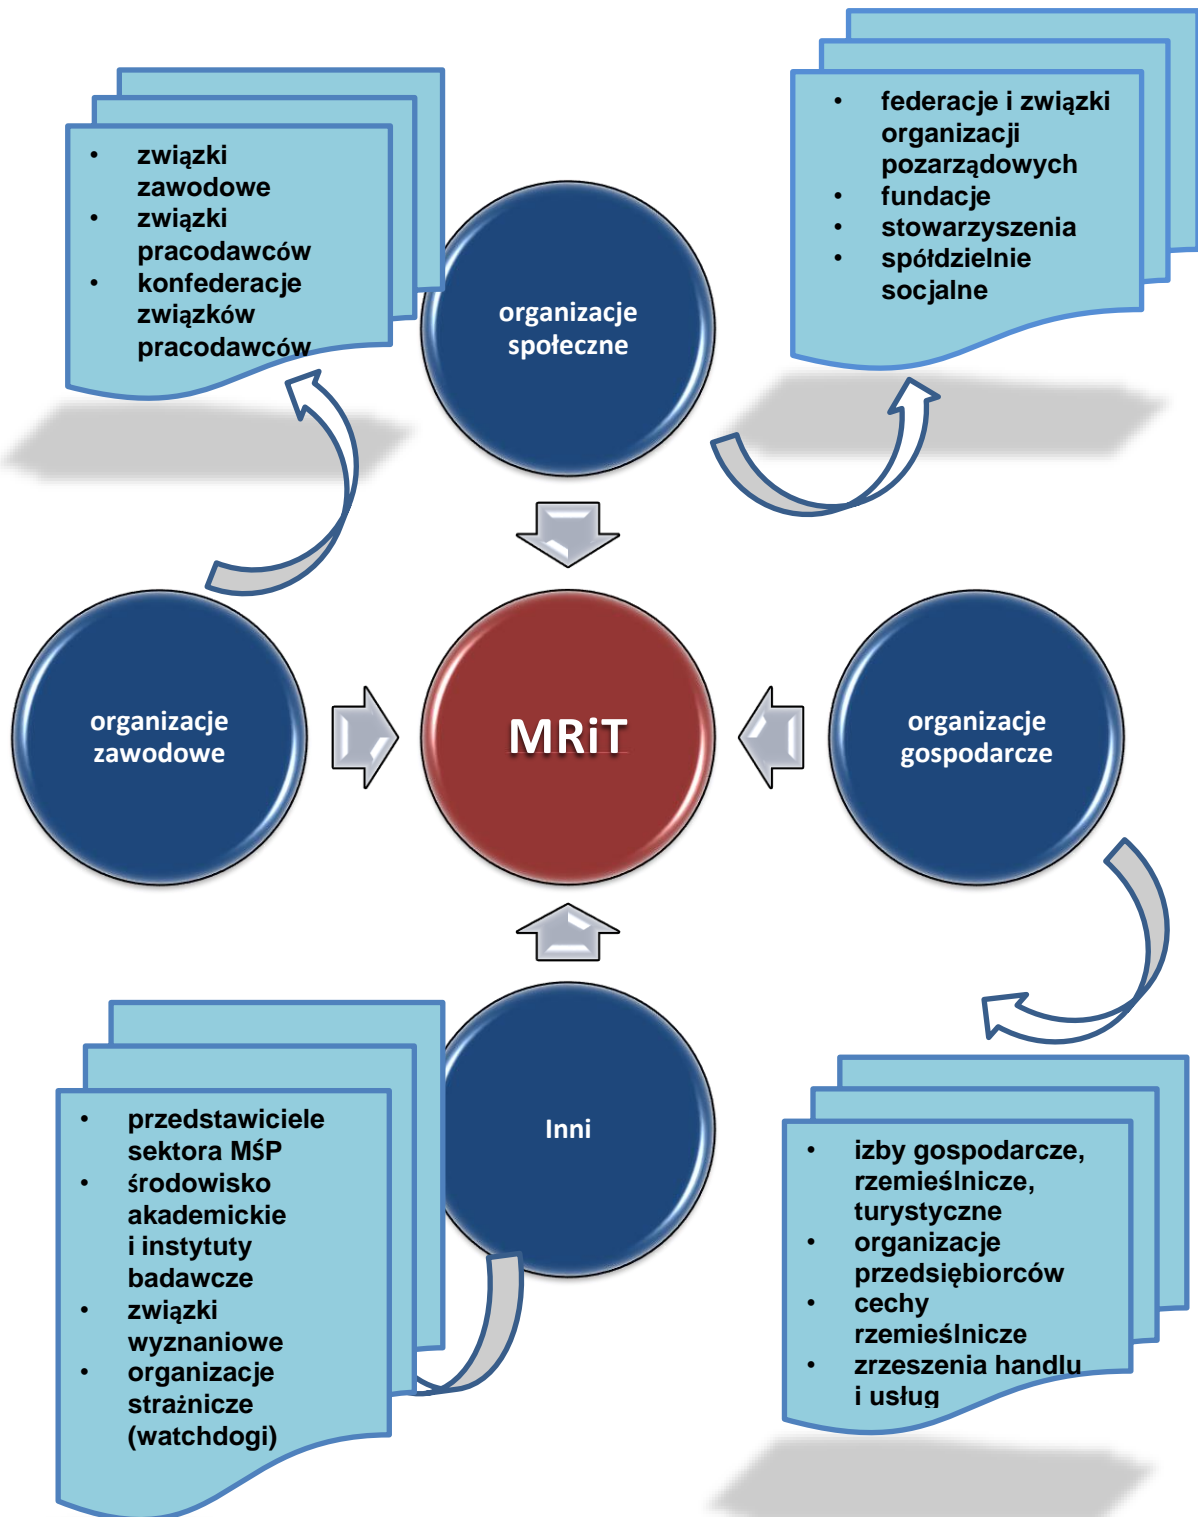 • związki
zawodowe
• związki
pracodawców
• konfederacje
związków
pracodawców
• federacje i związki
organizacji
pozarządowych
• fundacje
• stowarzyszenia
• spółdzielnie
socjalne
organizacje
społeczne
organizacje
zawodowe
MRiT
organizacje
gospodarcze
Inni
• przedstawiciele
sektora MŚP
• środowisko
akademickie
i instytuty
badawcze
• związki
wyznaniowe
• organizacje
strażnicze
(watchdogi)
• izby gospodarcze,
rzemieślnicze,
turystyczne
• organizacje
przedsiębiorców
• cechy
rzemieślnicze
• zrzeszenia handlu
i usług